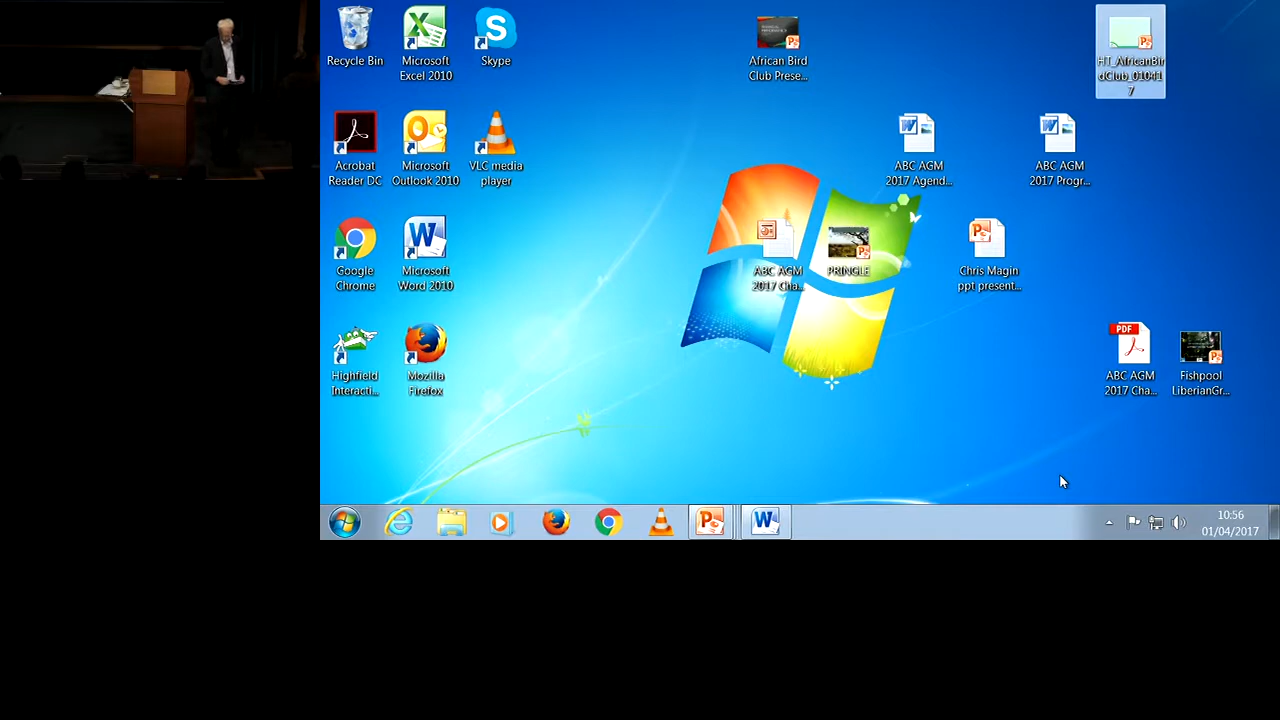 Recycle Bin
Microsoft
Excel 2010
Skype
African Bird
Club Prese...
HT_AfricanBir
dClub_01041
7
Acrobat
Reader DC
Microsoft
Outlook 2010
VLC media
player
ABC AGM
2017 Agend...
ABC AGM
2017 Progr...
Google
Chrome
Microsoft
Word 2010
ABC AGM
2017 Cha...
PRINGLE
Chris Magin
ppt present...
Highfield
Interacti...
Mozilla
Firefox
PDF
ABC AGM
2017 Cha...
Fishpool
LiberianGr...
10:56
01/04/2017